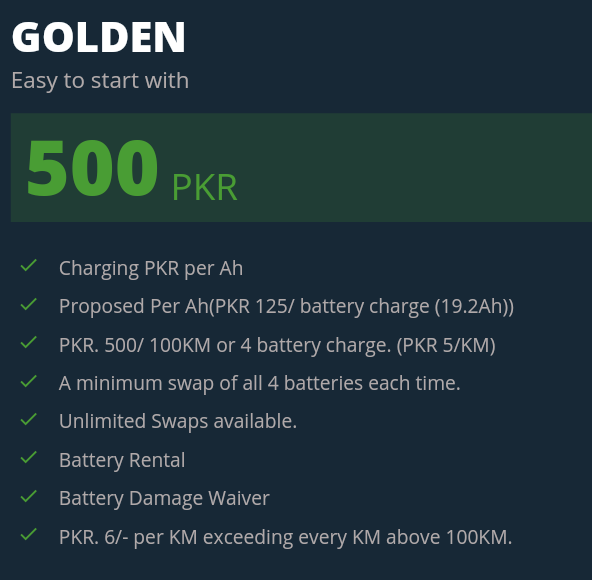 GOLDEN
Easy to start with
500 PKR
Charging PKR per Ah
Proposed Per Ah(PKR 125/ battery charge (19.2Ah))
PKR. 500/ 100KM or 4 battery charge. (PKR 5/KM)
A minimum swap of all 4 batteries each time.
Unlimited Swaps available.
Battery Rental
Battery Damage Waiver
PKR. 6/- per KM exceeding every KM above 100KM.